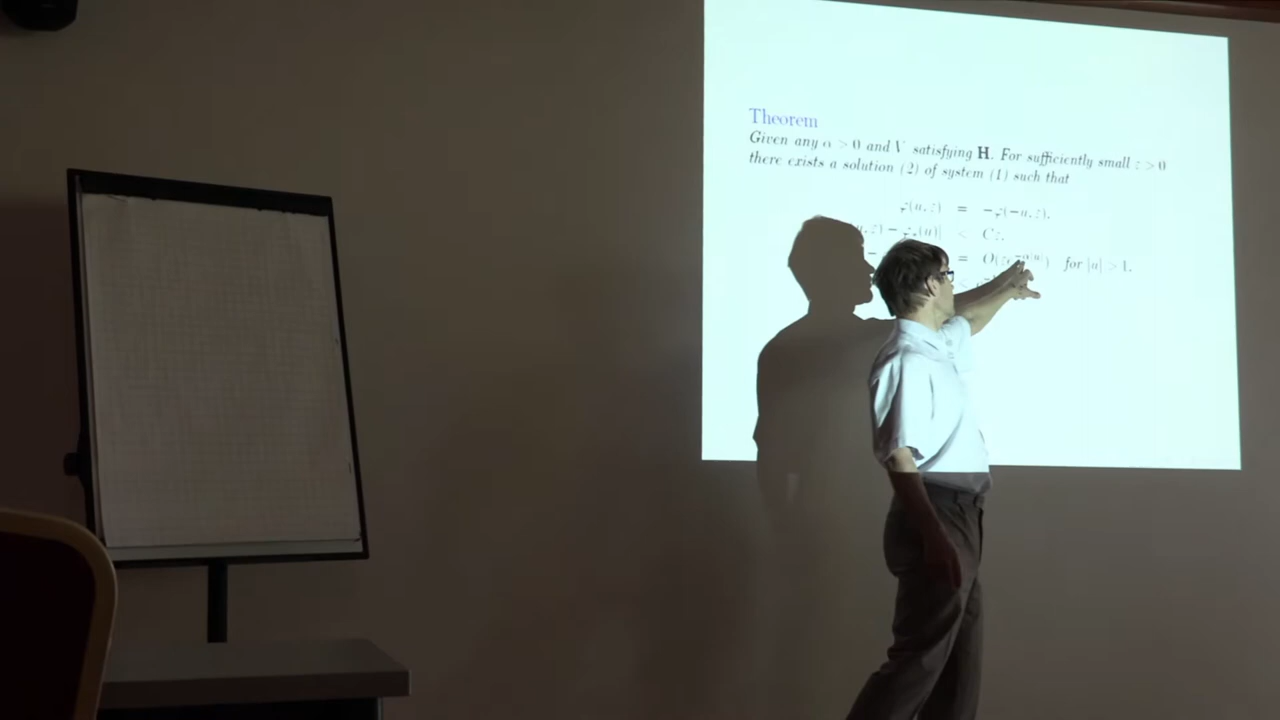 Theorem
Given any α > 0 and V satisfying H. For sufficiently small z > 0
there exists a solution (2) of system (1) such that
φ(u, z) = −φ(−u, z),
u, z) − φ (u)| < Cz,
= O( for |u| > 1.